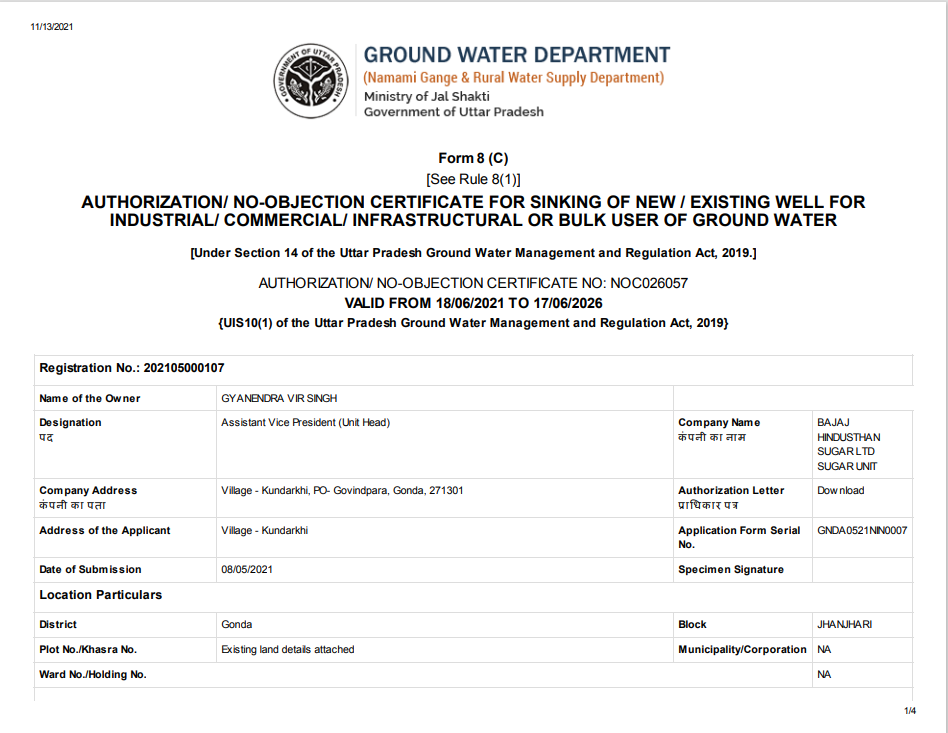 11/13/2021
GOVERNMENT OF UTTAR PRADESH
GROUND WATER DEPARTMENT
(Namami Gange & Rural Water Supply Department)
Ministry of Jal Shakti
Government of Uttar Pradesh
Form 8 (C)
[See Rule 8(1)]
AUTHORIZATION/ NO-OBJECTION CERTIFICATE FOR SINKING OF NEW / EXISTING WELL FOR
INDUSTRIAL/ COMMERCIAL/ INFRASTRUCTURAL OR BULK USER OF GROUND WATER
[Under Section 14 of the Uttar Pradesh Ground Water Management and Regulation Act, 2019.]
AUTHORIZATION/ NO-OBJECTION CERTIFICATE NO: NOC026057
VALID FROM 18/06/2021 TO 17/06/2026
{UIS10(1) of the Uttar Pradesh Ground Water Management and Regulation Act, 2019}
Registration No.: 202105000107
Name of the Owner GYANENDRA VIR SINGH
Designation
पद
Assistant Vice President (Unit Head)
Company Name
कंपनी का नाम
BAJAJ
HINDUSTHAN
SUGAR LTD
SUGAR UNIT
Company Address
कंपनी का पता
Village - Kundarkhi, PO- Govindpara, Gonda, 271301
Authorization Letter
प्राधिकार पत्र
Download
Address of the Applicant Village - Kundarkhi
Application Form Serial
No.
GNDA0521NIN0007
Date of Submission 08/05/2021 Specimen Signature
Location Particulars
District Gonda Block JHANJHARI
Plot No./Khasra No. Existing land details attached Municipality/Corporation NA
Ward No./Holding No. NA
1/4